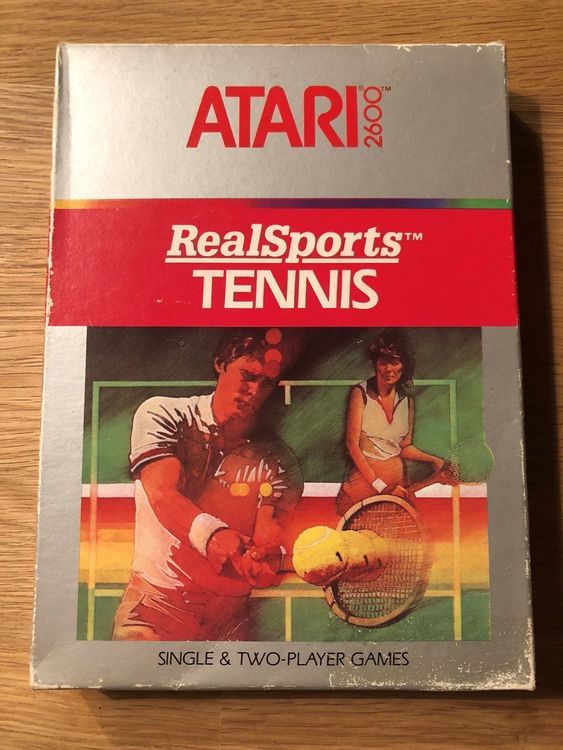 ATARI® 2600™
RealSports™
TENNIS
SINGLE & TWO-PLAYER GAMES